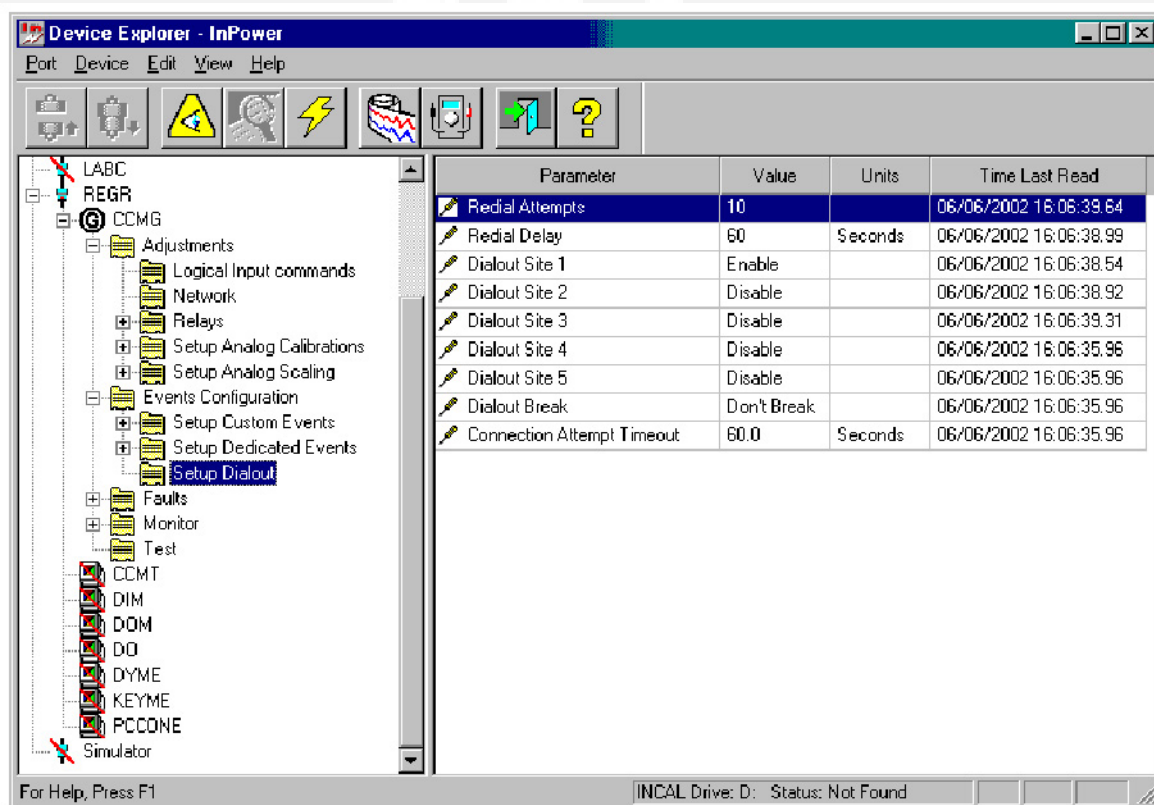 Device Explorer - InPower
Port Device Edit View Help
LABC
REGR
G CCMG
Adjustments
Logical Input commands
Network
Relays
Setup Analog Calibrations
Setup Analog Scaling
Events Configuration
Setup Custom Events
Setup Dedicated Events
Setup Dialout
Faults
Monitor
Test
CCMT
DIM
DOM
DO
DYME
KEYME
PCCONE
Simulator
Parameter Value Units Time Last Read
Redial Attempts 10 06/06/2002 16:06:39.64
Redial Delay 60 Seconds 06/06/2002 16:06:38.99
Dialout Site 1 Enable 06/06/2002 16:06:38.54
Dialout Site 2 Disable 06/06/2002 16:06:38.92
Dialout Site 3 Disable 06/06/2002 16:06:39.31
Dialout Site 4 Disable 06/06/2002 16:06:35.96
Dialout Site 5 Disable 06/06/2002 16:06:35.96
Dialout Break Don't Break 06/06/2002 16:06:35.96
Connection Attempt Timeout 60.0 Seconds 06/06/2002 16:06:35.96
For Help, Press F1
INCAL Drive: D: Status: Not Found